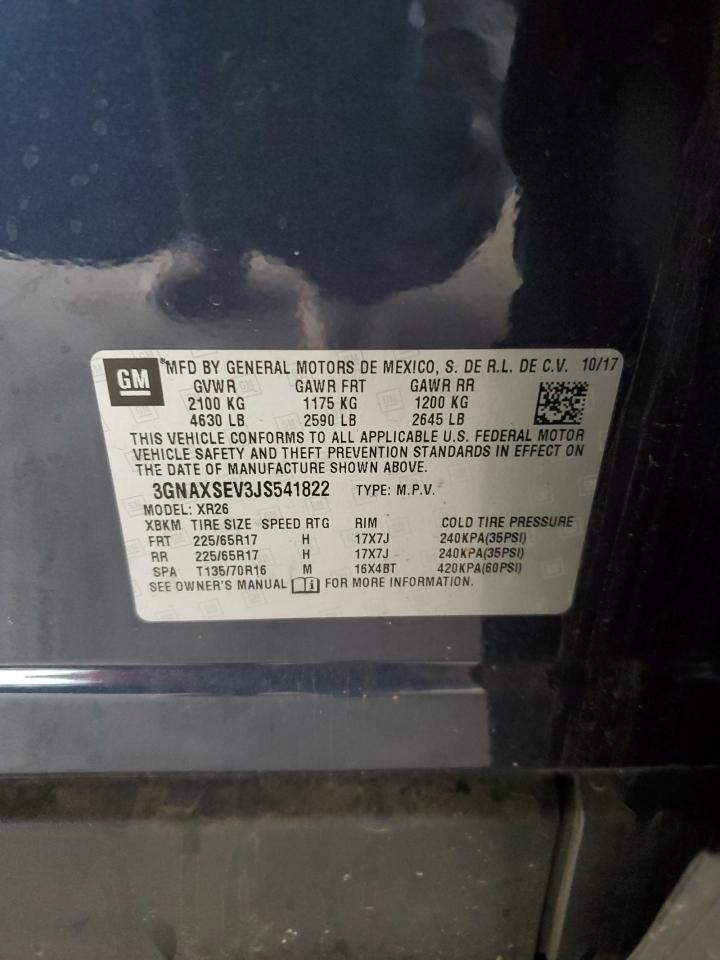 GM ®MFD BY GENERAL MOTORS DE MEXICO, S. DE R.L. DE C.V. 10/17
GVWR GAWR FRT GAWR RR
2100 KG 1175 KG 1200 KG
4630 LB 2590 LB 2645 LB
THIS VEHICLE CONFORMS TO ALL APPLICABLE U.S. FEDERAL MOTOR
VEHICLE SAFETY AND THEFT PREVENTION STANDARDS IN EFFECT ON
THE DATE OF MANUFACTURE SHOWN ABOVE.
3GNAXSEV3JS541822 TYPE: M.P.V.
MODEL: XR26
XBKM TIRE SIZE SPEED RTG RIM COLD TIRE PRESSURE
FRT 225/65R17 H 17X7J 240KPA(35PSI)
RR 225/65R17 H 17X7J 240KPA(35PSI)
SPA T135/70R16 M 16X4BT 420KPA(60PSI)
SEE OWNER'S MANUAL FOR MORE INFORMATION.